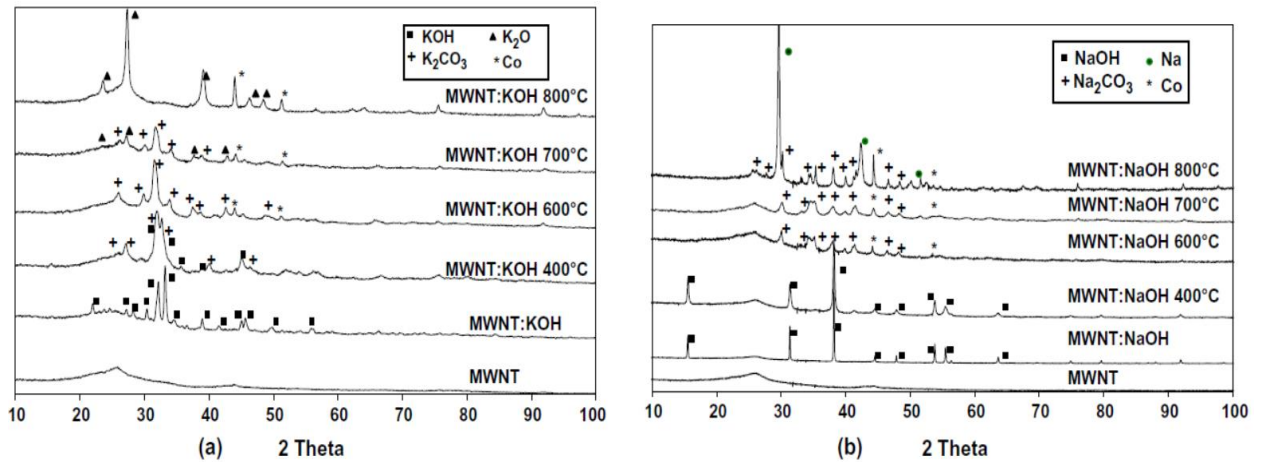 ■ KOH ▲ K₂O
+ K₂CO₃ * Co
MWNT:KOH 800°C
MWNT:KOH 700°C
MWNT:KOH 600°C
MWNT:KOH 400°C
MWNT:KOH
MWNT
10 20 30 40 50 60 70 80 90 100
(a) 2 Theta
■ NaOH ● Na
+ Na₂CO₃ * Co
MWNT:NaOH 800°C
MWNT:NaOH 700°C
MWNT:NaOH 600°C
MWNT:NaOH 400°C
MWNT:NaOH
MWNT
10 20 30 40 50 60 70 80 90 100
(b) 2 Theta